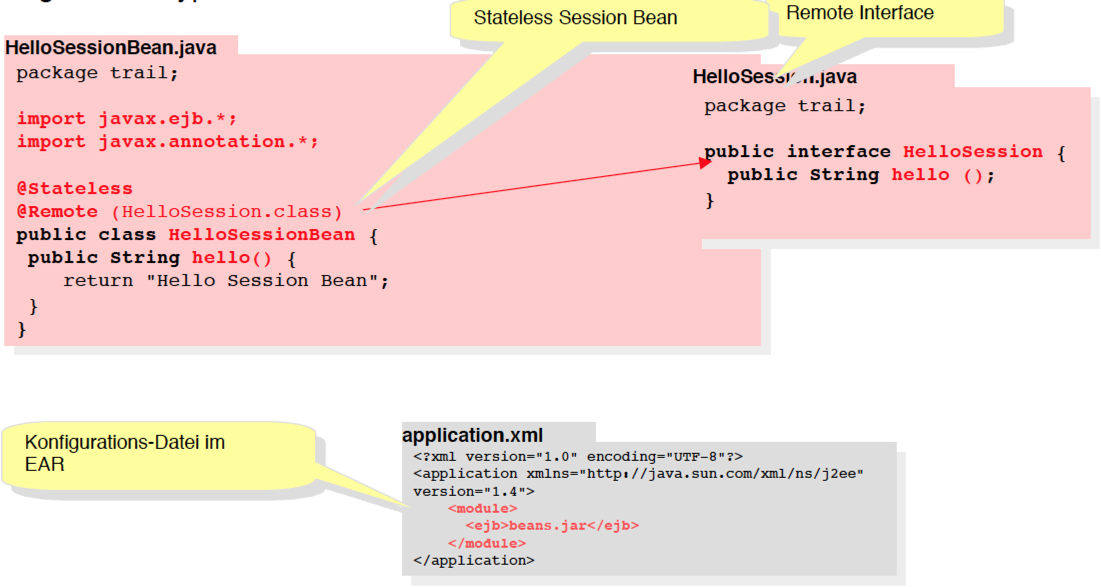 Stateless Session Bean
Remote Interface
HelloSessionBean.java
package trail;
import javax.ejb.*;
import javax.annotation.*;
@Stateless
@Remote (HelloSession.class)
public class HelloSessionBean {
public String hello() {
return "Hello Session Bean";
}
}
HelloSession.java
package trail;
public interface HelloSession {
public String hello ();
}
Konfigurations-Datei im
EAR
application.xml
<?xml version="1.0" encoding="UTF-8"?>
<application xmlns="http://java.sun.com/xml/ns/j2ee"
version="1.4">
<module>
<ejb>beans.jar</ejb>
</module>
</application>